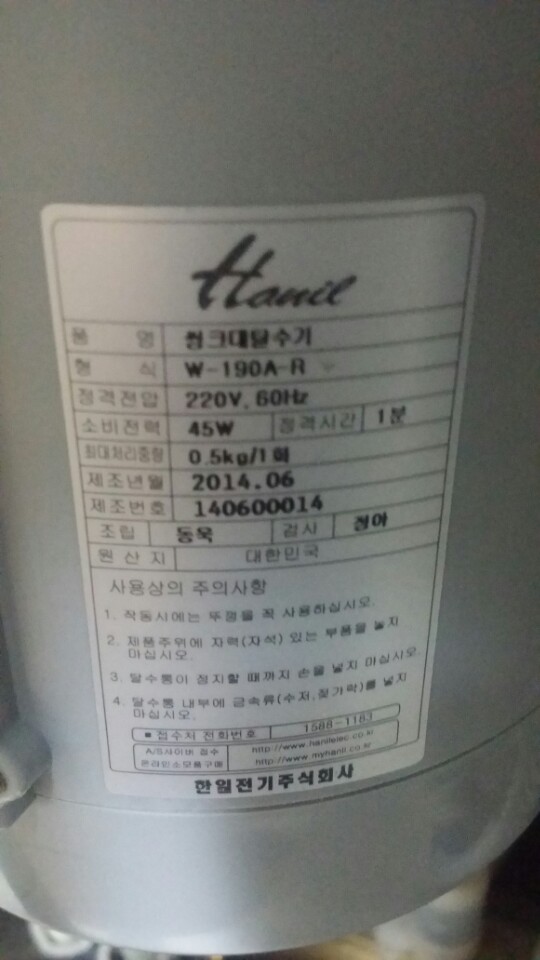 Hanil
품 명 씽크대탈수기
형 식 W-190A-R
정격전압 220V, 60Hz
소비전력 45W 정격시간 1분
최대처리중량 0.5kg/1회
제조년월 2014.06
제조번호 140600014
조립 동욱 검사 정아
원산지 대한민국
사용상의 주의사항
1. 작동시에는 뚜껑을 꼭 사용하십시오.
2. 제품주위에 자력(자석) 있는 부품을 놓지
마십시오.
3. 탈수통이 정지할 때까지 손을 넣지 마십시오.
4. 탈수통 내부에 금속류(수저,젓가락)를 넣지
마십시오.
■ 접수처 전화번호 1588-1183
A/S사이버 접수 http://www.hanilelec.co.kr
온라인소모품구매 http://www.myhanil.co.kr
한일전기주식회사